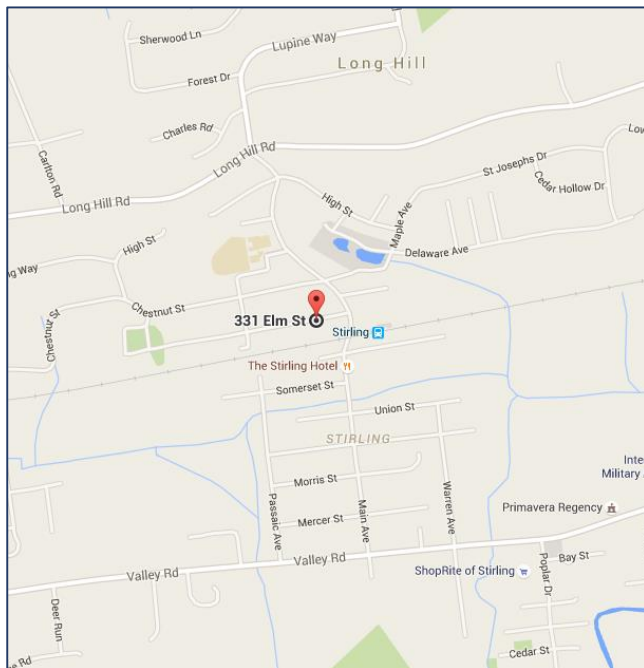 Sherwood Ln
Lupine Way
Long Hill
Forest Dr
Charles Rd
Carlton Rd
Long Hill Rd
Long Hill Rd
St Josephs Dr
Cedar Hollow Dr
High St
Maple Ave
High St
Delaware Ave
Chestnut St
Chestnut St
331 Elm St
Stirling
The Stirling Hotel
Somerset St
Union St
STIRLING
Morris St
Passaic Ave
Main Ave
Warren Ave
Mercer St
Primavera Regency
Valley Rd
Valley Rd
ShopRite of Stirling
Bay St
Poplar Dr
Deer Run
Cedar St